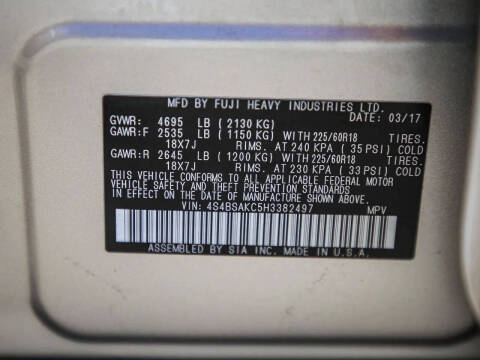 MFD BY FUJI HEAVY INDUSTRIES LTD.
GVWR: 4695 LB ( 2130 KG) DATE: 03/17
GAWR:F 2535 LB ( 1150 KG) WITH 225/60R18 TIRES.
18X7J RIMS. AT 240 KPA ( 35 PSI) COLD
GAWR:R 2645 LB ( 1200 KG) WITH 225/60R18 TIRES.
18X7J RIMS. AT 230 KPA ( 33 PSI) COLD
THIS VEHICLE CONFORMS TO ALL APPLICABLE FEDERAL MOTOR
VEHICLE SAFETY, BUMPER, AND THEFT PREVENTION STANDARDS
IN EFFECT ON THE DATE OF MANUFACTURE SHOWN ABOVE.
VIN: 4S4BSAKC5H3382497 MPV
ASSEMBLED BY SIA INC. MADE IN U.S.A.